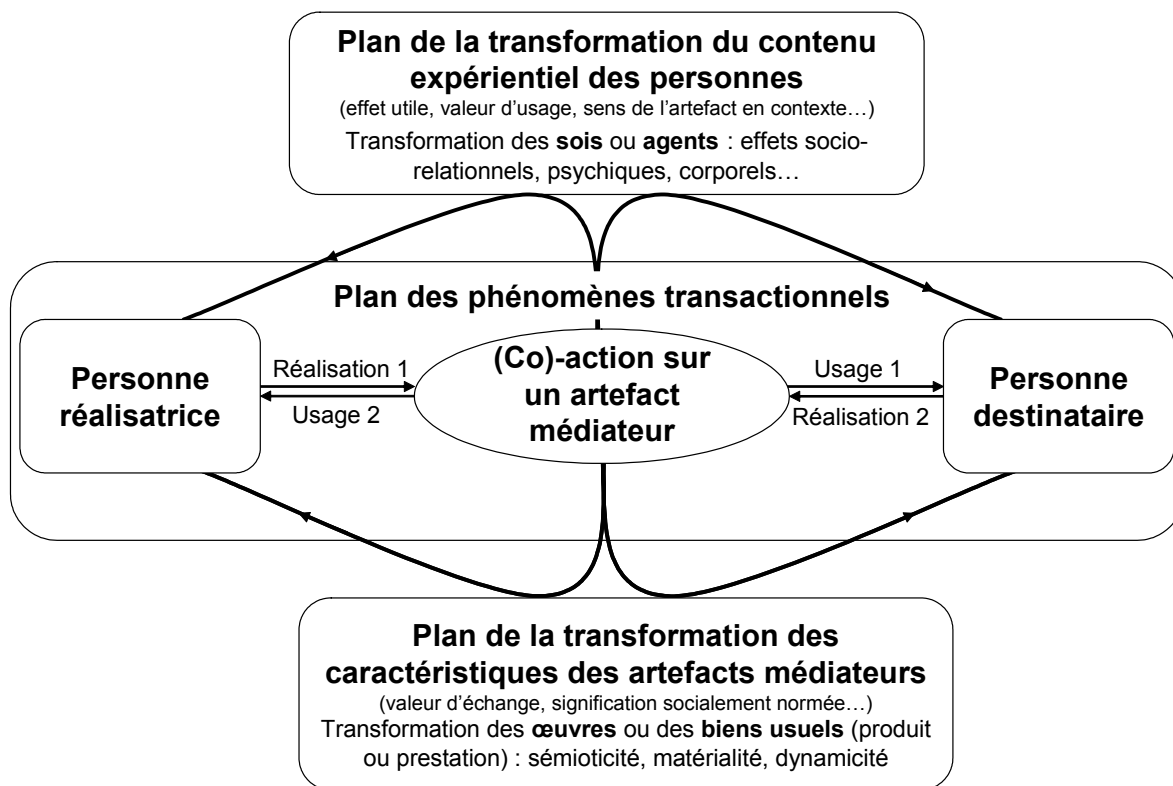 Plan de la transformation du contenu
expérientiel des personnes
(effet utile, valeur d’usage, sens de l’artefact en contexte…)
Transformation des sois ou agents : effets socio-
relationnels, psychiques, corporels…
Plan des phénomènes transactionnels
Personne
réalisatrice
Réalisation 1
Usage 2
(Co)-action sur
un artefact
médiateur
Usage 1
Réalisation 2
Personne
destinataire
Plan de la transformation des
caractéristiques des artefacts médiateurs
(valeur d’échange, signification socialement normée…)
Transformation des œuvres ou des biens usuels (produit
ou prestation) : sémioticité, matérialité, dynamicité